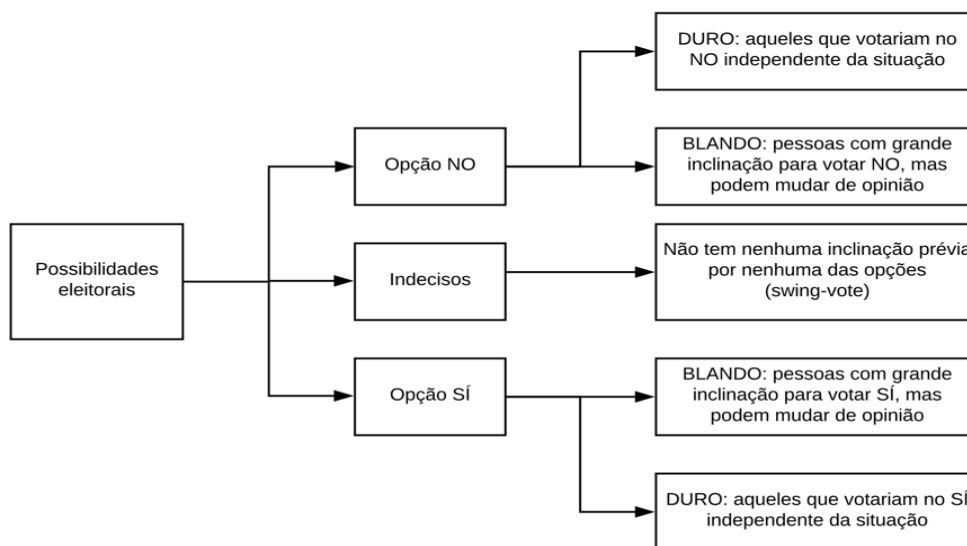 DURO: aqueles que votariam no
NO independente da situação
Opção NO
BLANDO: pessoas com grande
inclinação para votar NO, mas
podem mudar de opinião
Possibilidades
eleitorais
Indecisos
Não tem nenhuma inclinação prévia
por nenhuma das opções
(swing-vote)
Opção SÍ
BLANDO: pessoas com grande
inclinação para votar SÍ, mas
podem mudar de opinião
DURO: aqueles que votariam no SÍ
independente da situação